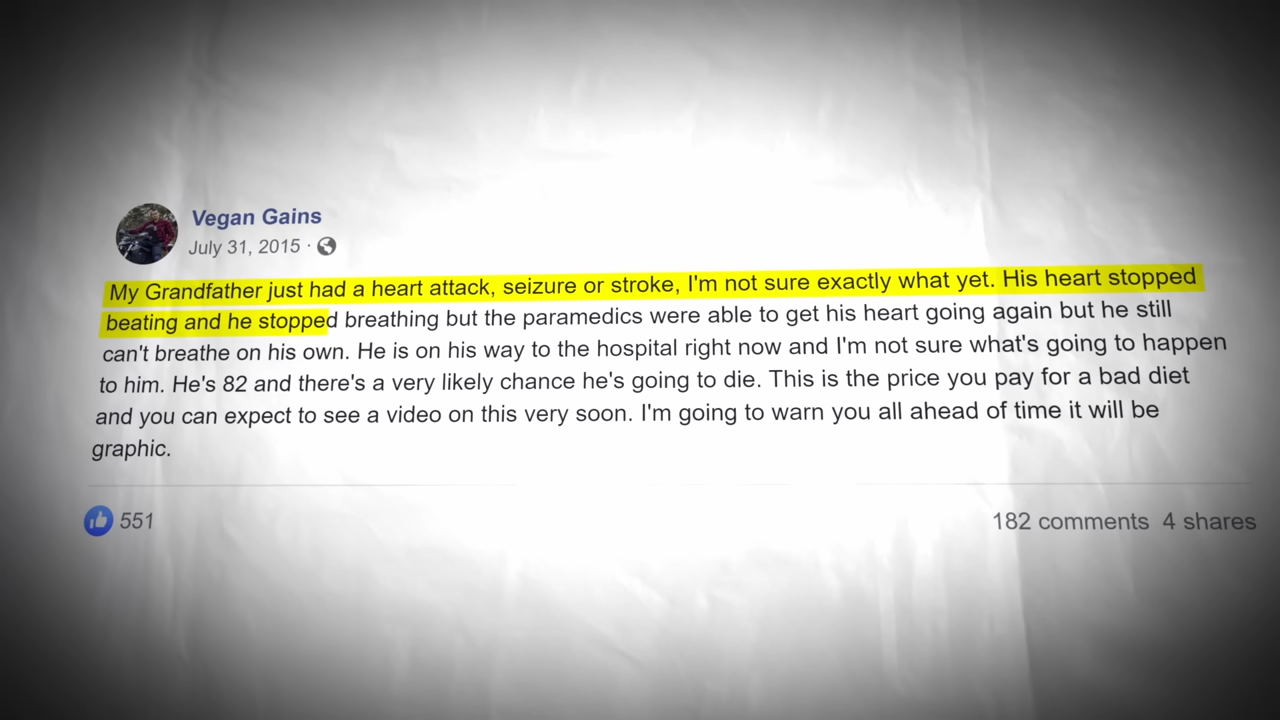 Vegan Gains
July 31, 2015 ·
My Grandfather just had a heart attack, seizure or stroke, I'm not sure exactly what yet. His heart stopped
beating and he stopped breathing but the paramedics were able to get his heart going again but he still
can't breathe on his own. He is on his way to the hospital right now and I'm not sure what's going to happen
to him. He's 82 and there's a very likely chance he's going to die. This is the price you pay for a bad diet
and you can expect to see a video on this very soon. I'm going to warn you all ahead of time it will be
graphic.
551
182 comments 4 shares